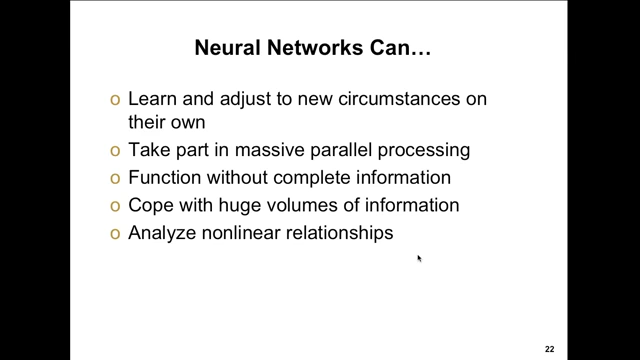 Neural Networks Can…
o Learn and adjust to new circumstances on
their own
o Take part in massive parallel processing
o Function without complete information
o Cope with huge volumes of information
o Analyze nonlinear relationships
22